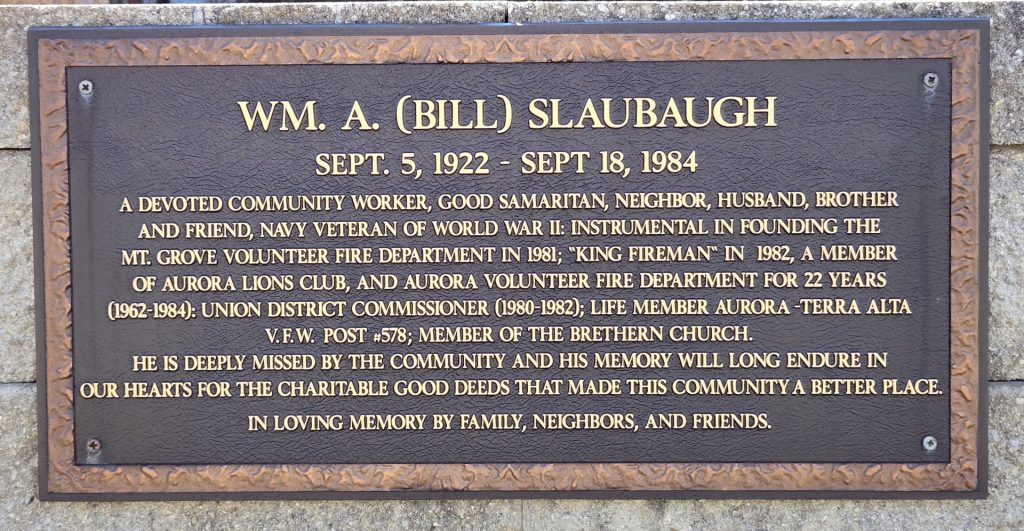 WM. A. (BILL) SLAUBAUGH
SEPT. 5, 1922 - SEPT 18, 1984
A DEVOTED COMMUNITY WORKER, GOOD SAMARITAN, NEIGHBOR, HUSBAND, BROTHER
AND FRIEND, NAVY VETERAN OF WORLD WAR II: INSTRUMENTAL IN FOUNDING THE
MT. GROVE VOLUNTEER FIRE DEPARTMENT IN 1981; "KING FIREMAN" IN 1982, A MEMBER
OF AURORA LIONS CLUB, AND AURORA VOLUNTEER FIRE DEPARTMENT FOR 22 YEARS
(1962-1984): UNION DISTRICT COMMISSIONER (1980-1982); LIFE MEMBER AURORA -TERRA ALTA
V.F.W. POST #578; MEMBER OF THE BRETHERN CHURCH.
HE IS DEEPLY MISSED BY THE COMMUNITY AND HIS MEMORY WILL LONG ENDURE IN
OUR HEARTS FOR THE CHARITABLE GOOD DEEDS THAT MADE THIS COMMUNITY A BETTER PLACE.
IN LOVING MEMORY BY FAMILY, NEIGHBORS, AND FRIENDS.